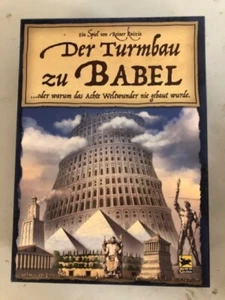 Ein Spiel von Reiner Knizia
Der Turmbau
zu BABEL
...oder warum das Achte Weltwunder nie gebaut wurde.